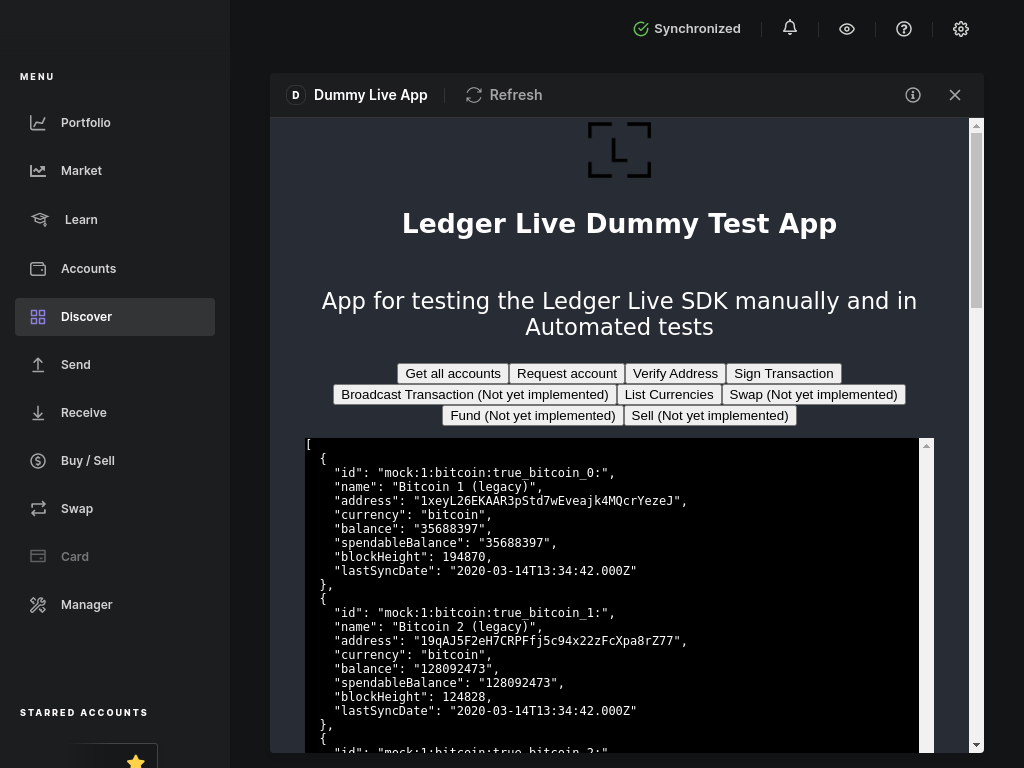 Synchronized
MENU
Portfolio
Market
Learn
Accounts
Discover
Send
Receive
Buy / Sell
Swap
Card
Manager
STARRED ACCOUNTS
D Dummy Live App
Refresh
L
Ledger Live Dummy Test App
App for testing the Ledger Live SDK manually and in
Automated tests
Get all accounts Request account Verify Address Sign Transaction
Broadcast Transaction (Not yet implemented) List Currencies Swap (Not yet implemented)
Fund (Not yet implemented) Sell (Not yet implemented)
[
  {
    "id": "mock:1:bitcoin:true_bitcoin_0:",
    "name": "Bitcoin 1 (legacy)",
    "address": "1xeyL26EKAAR3pStd7wEveajk4MQcrYezeJ",
    "currency": "bitcoin",
    "balance": "35688397",
    "spendableBalance": "35688397",
    "blockHeight": 194870,
    "lastSyncDate": "2020-03-14T13:34:42.000Z"
  },
  {
    "id": "mock:1:bitcoin:true_bitcoin_1:",
    "name": "Bitcoin 2 (legacy)",
    "address": "19qAJ5F2eH7CRPFfj5c94x22zFcXpa8rZ77",
    "currency": "bitcoin",
    "balance": "128092473",
    "spendableBalance": "128092473",
    "blockHeight": 124828,
    "lastSyncDate": "2020-03-14T13:34:42.000Z"
  },
  {
    "id": "mock:1:bitcoin:true_bitcoin_2:",